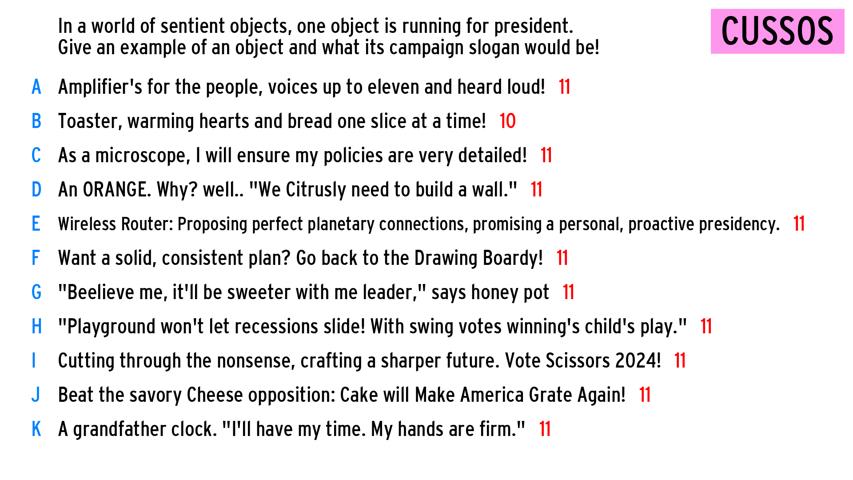 In a world of sentient objects, one object is running for president.
Give an example of an object and what its campaign slogan would be!
CUSSOS
A Amplifier's for the people, voices up to eleven and heard loud! 11
B Toaster, warming hearts and bread one slice at a time! 10
C As a microscope, I will ensure my policies are very detailed! 11
D An ORANGE. Why? well.. "We Citrusly need to build a wall." 11
E Wireless Router: Proposing perfect planetary connections, promising a personal, proactive presidency. 11
F Want a solid, consistent plan? Go back to the Drawing Boardy! 11
G "Beelieve me, it'll be sweeter with me leader," says honey pot 11
H "Playground won't let recessions slide! With swing votes winning's child's play." 11
I Cutting through the nonsense, crafting a sharper future. Vote Scissors 2024! 11
J Beat the savory Cheese opposition: Cake will Make America Grate Again! 11
K A grandfather clock. "I'll have my time. My hands are firm." 11